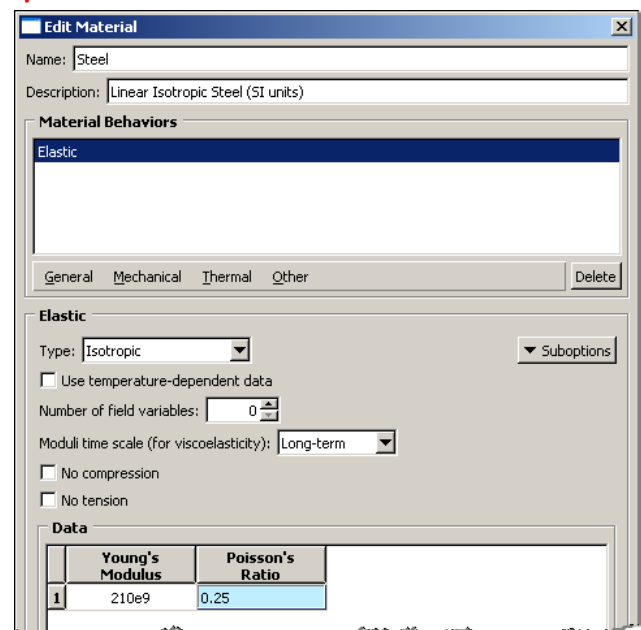 Edit Material
Name: Steel
Description: Linear Isotropic Steel (SI units)
Material Behaviors
Elastic
General Mechanical Thermal Other Delete
Elastic
Type: Isotropic Suboptions
Use temperature-dependent data
Number of field variables: 0
Moduli time scale (for viscoelasticity): Long-term
No compression
No tension
Data
Young's Poisson's
Modulus Ratio
1 210e9 0.25